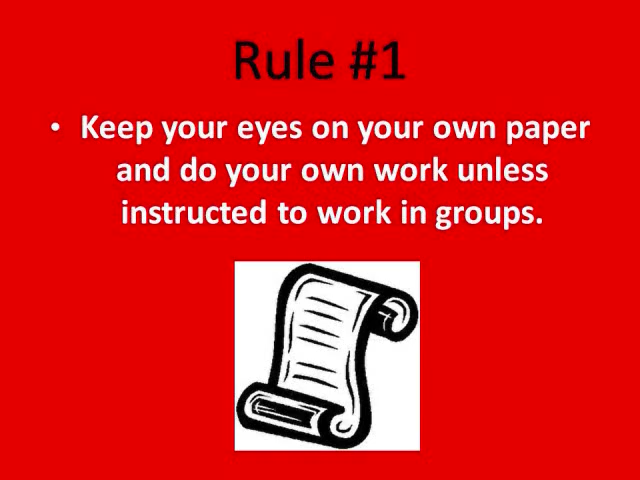 Rule #1
• Keep your eyes on your own paper
and do your own work unless
instructed to work in groups.